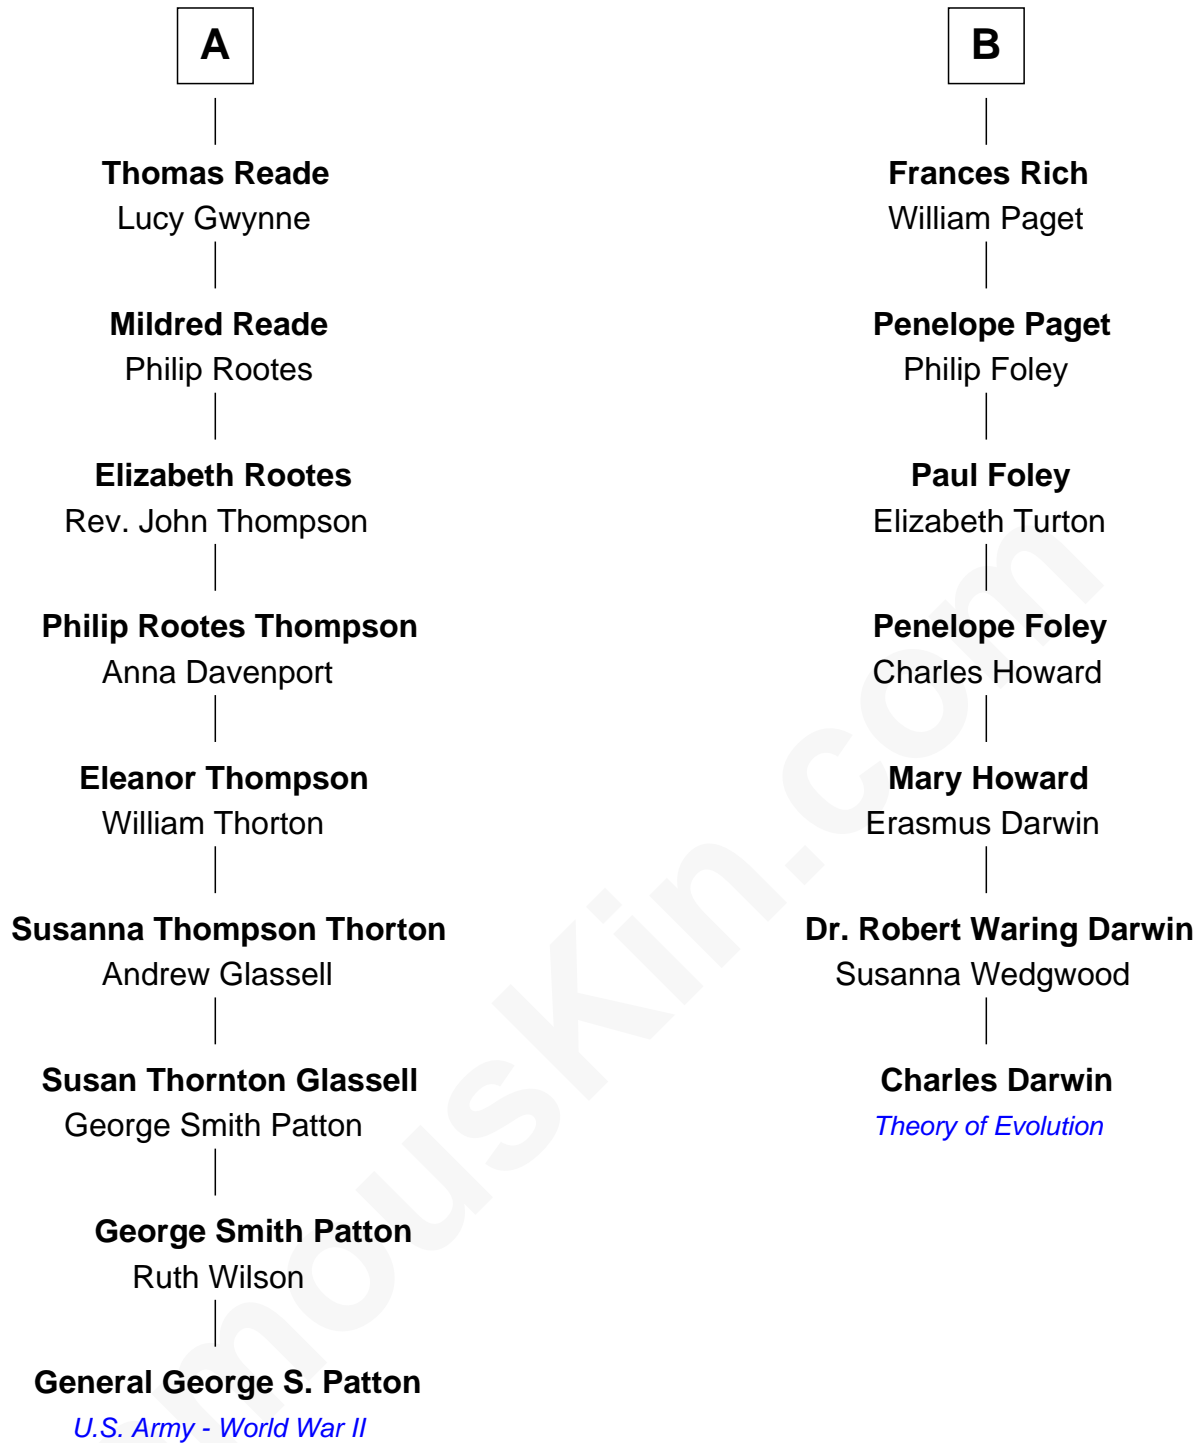 A
Thomas Reade
Lucy Gwynne
Mildred Reade
Philip Rootes
Elizabeth Rootes
Rev. John Thompson
Philip Rootes Thompson
Anna Davenport
Eleanor Thompson
William Thorton
Susanna Thompson Thorton
Andrew Glassell
Susan Thornton Glassell
George Smith Patton
George Smith Patton
Ruth Wilson
General George S. Patton
U.S. Army - World War II
B
Frances Rich
William Paget
Penelope Paget
Philip Foley
Paul Foley
Elizabeth Turton
Penelope Foley
Charles Howard
Mary Howard
Erasmus Darwin
Dr. Robert Waring Darwin
Susanna Wedgwood
Charles Darwin
Theory of Evolution
mouskin.com